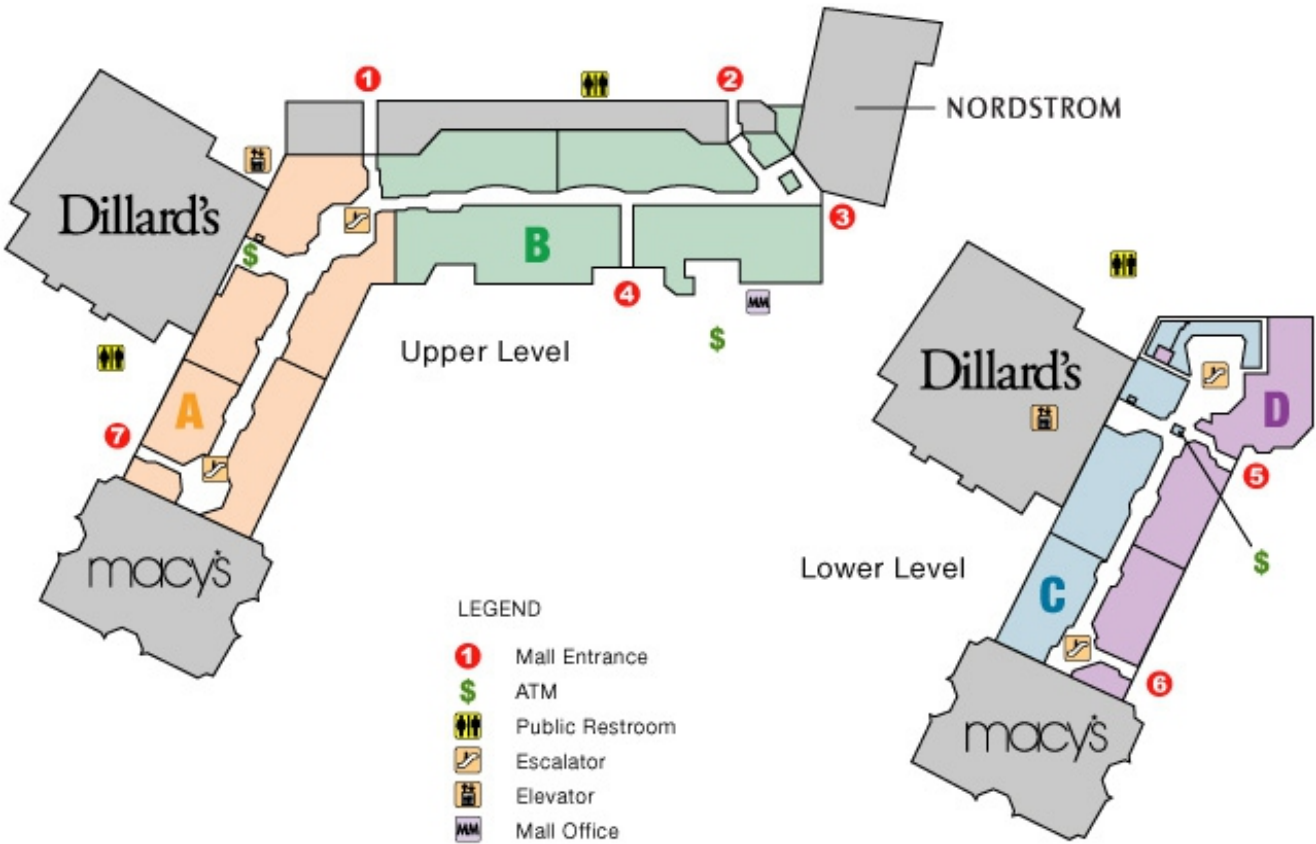 1
2
NORDSTROM
Dillard's
3
$
B
4
MM
Upper Level
$
A
7
macy's
Dillard's
D
5
$
Lower Level
C
6
macy's
LEGEND
1 Mall Entrance
$ ATM
Public Restroom
Escalator
Elevator
MM Mall Office